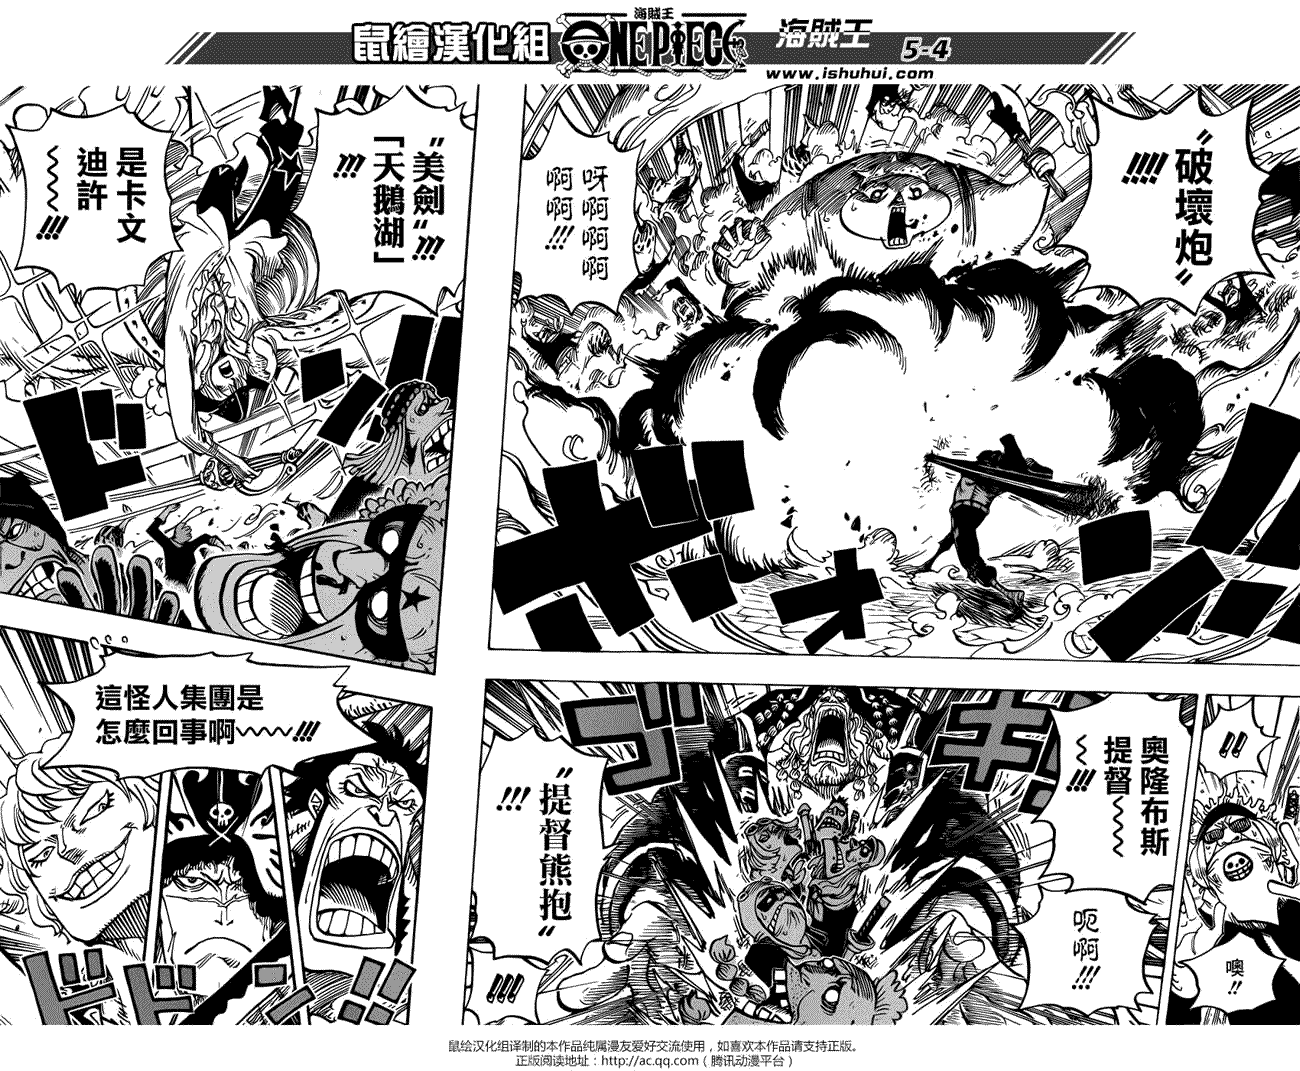 鼠繪漢化組
海賊王
ONE PIECE
海賊王
5-4
www.ishuhui.com
〝破壞炮〞
!!!!
呀啊啊啊
啊啊!!!
ボォン!!
〝美劍〞!!!
「天鵝湖」
!!!
是卡文
迪許
~~~!!!
ドン!!
!!
噢
!!
奧隆布斯
提督~~
~~!!!
呃
啊
!!!
ゴキ
〝提督熊抱〞
!!!
!!!
這怪人集團是
怎麼回事啊~~~!!!
ドドドン!!
鼠绘汉化组译制的本作品纯属漫友爱好交流使用，如喜欢本作品请支持正版。
正版阅读地址：http://ac.qq.com（腾讯动漫平台）